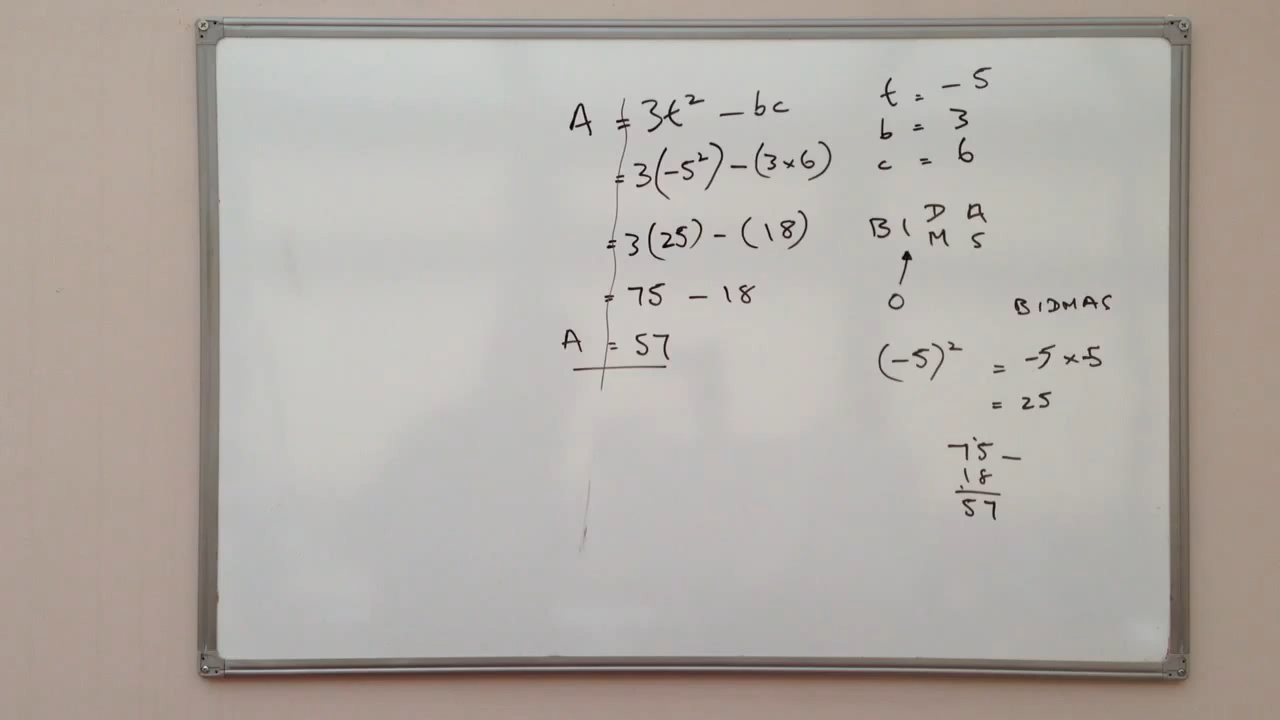 A = 3t² - bc
= 3(-5²) - (3×6)
= 3(25) - (18)
= 75 - 18
A = 57
t = -5
b = 3
c = 6
B I D A
M S
O
BIDMAS
(-5)² = -5 × -5
= 25
75 -
18
57